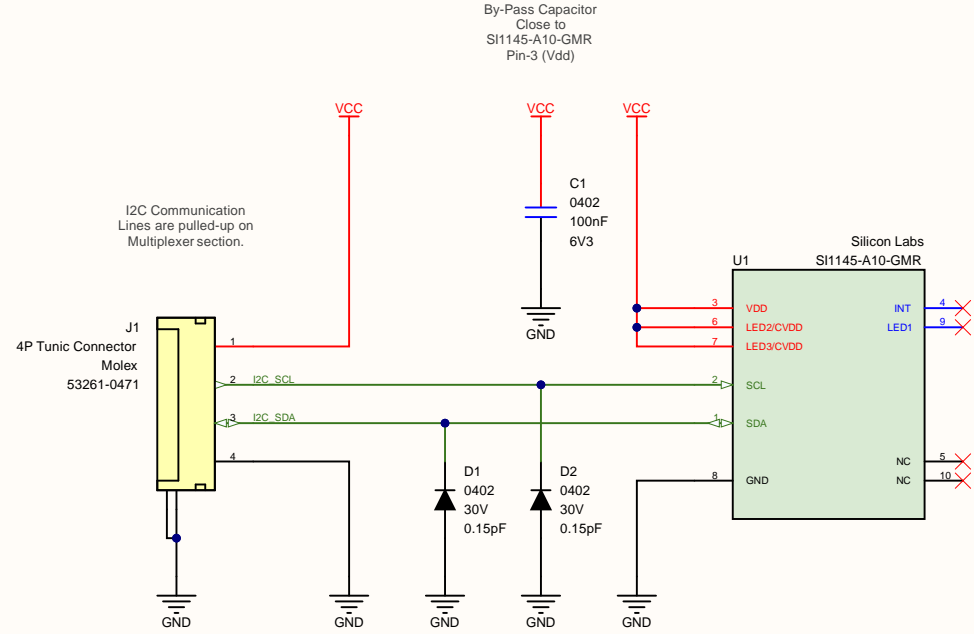 By-Pass Capacitor
Close to
SI1145-A10-GMR
Pin-3 (Vdd)
VCC
VCC
VCC
C1
0402
100nF
6V3
GND
I2C Communication
Lines are pulled-up on
Multiplexer section.
J1
4P Tunic Connector
Molex
53261-0471
1
2
I2C_SCL
3
I2C_SDA
4
D1
0402
30V
0.15pF
D2
0402
30V
0.15pF
Silicon Labs
U1
SI1145-A10-GMR
3
VDD
6
LED2/CVDD
7
LED3/CVDD
2
SCL
1
SDA
8
GND
INT
4
LED1
9
NC
5
NC
10
GND
GND
GND
GND
GND